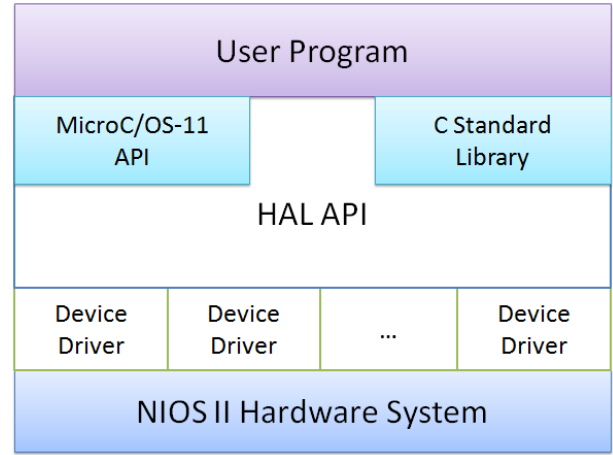 User Program
MicroC/OS-11
API
C Standard
Library
HAL API
Device
Driver
Device
Driver
...
Device
Driver
NIOS II Hardware System